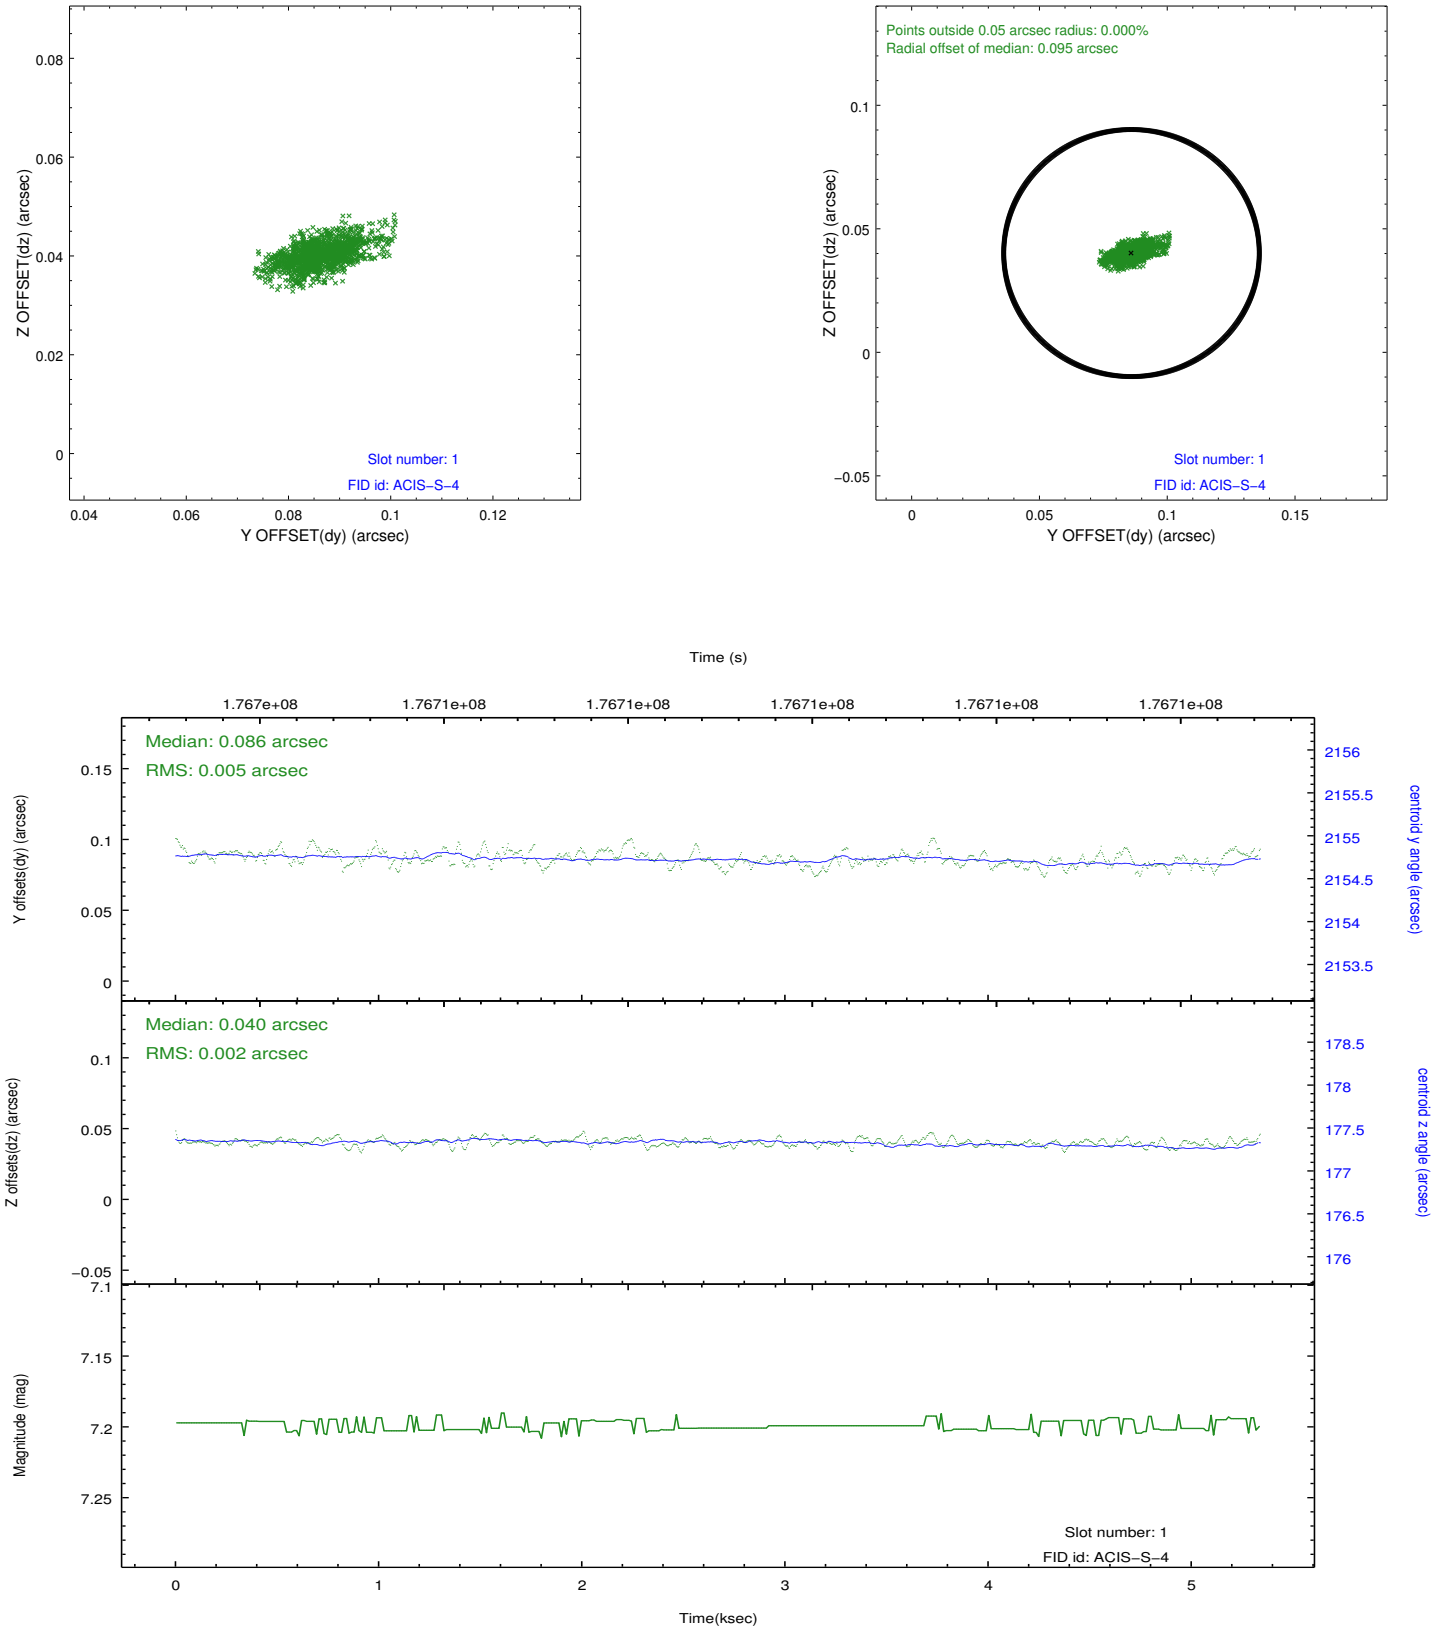 0.08
0.06
0.04
0.02
0
Z OFFSET(dz) (arcsec)
Slot number: 1
FID id: ACIS−S−4
0.04 0.06 0.08 0.1 0.12
Y OFFSET(dy) (arcsec)
Points outside 0.05 arcsec radius: 0.000%
Radial offset of median: 0.095 arcsec
0.1
0.05
0
−0.05
Z OFFSET(dz) (arcsec)
Slot number: 1
FID id: ACIS−S−4
0 0.05 0.1 0.15
Y OFFSET(dy) (arcsec)
Time (s)
1.767e+08 1.7671e+08 1.7671e+08 1.7671e+08 1.7671e+08 1.7671e+08
Median: 0.086 arcsec
RMS: 0.005 arcsec
0.15
0.1
0.05
0
Y offsets(dy) (arcsec)
2156
2155.5
2155
2154.5
2154
2153.5
centroid y angle (arcsec)
Median: 0.040 arcsec
RMS: 0.002 arcsec
0.1
0.05
0
−0.05
Z offsets(dz) (arcsec)
178.5
178
177.5
177
176.5
176
centroid z angle (arcsec)
7.1
7.15
7.2
7.25
Magnitude (mag)
Slot number: 1
FID id: ACIS−S−4
0 1 2 3 4 5
Time(ksec)